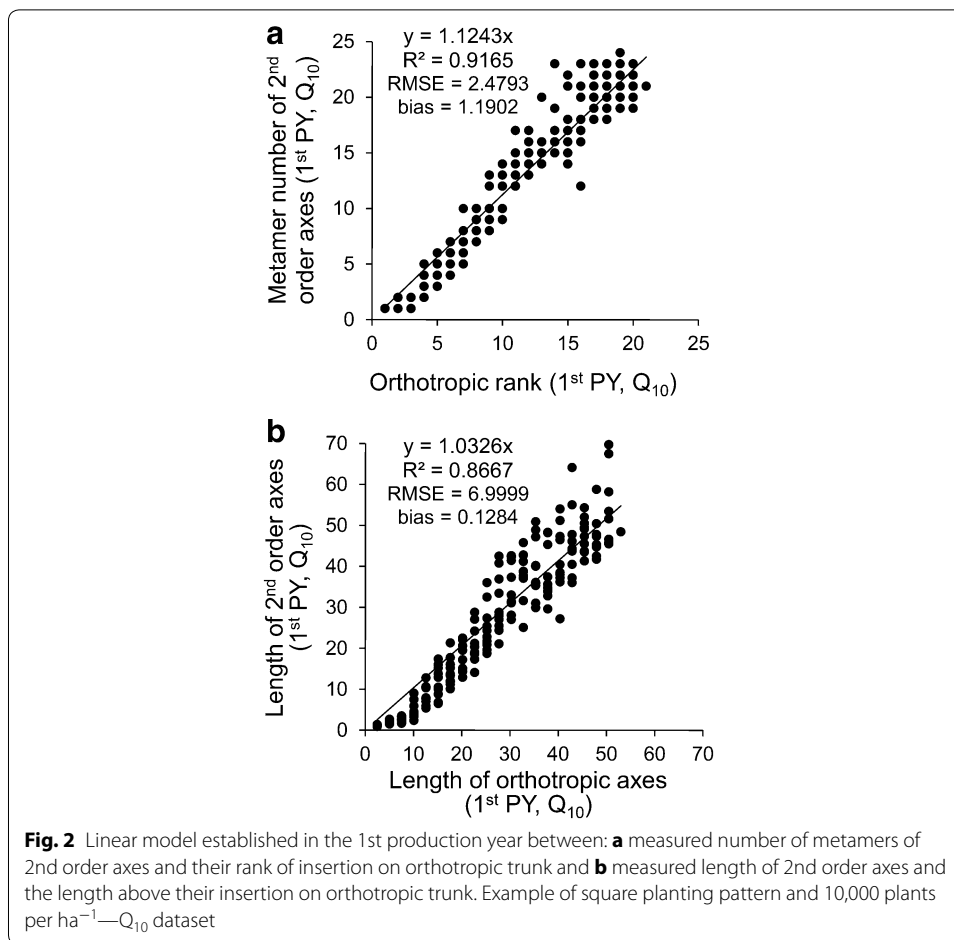 a
y = 1.1243x
R² = 0.9165
RMSE = 2.4793
bias = 1.1902
Metamer number of 2nd
order axes (1st PY, Q10)
25
20
15
10
5
0
0 5 10 15 20 25
Orthotropic rank (1st PY, Q10)
b
y = 1.0326x
R² = 0.8667
RMSE = 6.9999
bias = 0.1284
Length of 2nd order axes
(1st PY, Q10)
70
60
50
40
30
20
10
0
0 10 20 30 40 50 60 70
Length of orthotropic axes
(1st PY, Q10)
Fig. 2 Linear model established in the 1st production year between: a measured number of metamers of
2nd order axes and their rank of insertion on orthotropic trunk and b measured length of 2nd order axes and
the length above their insertion on orthotropic trunk. Example of square planting pattern and 10,000 plants
per ha−1—Q10 dataset